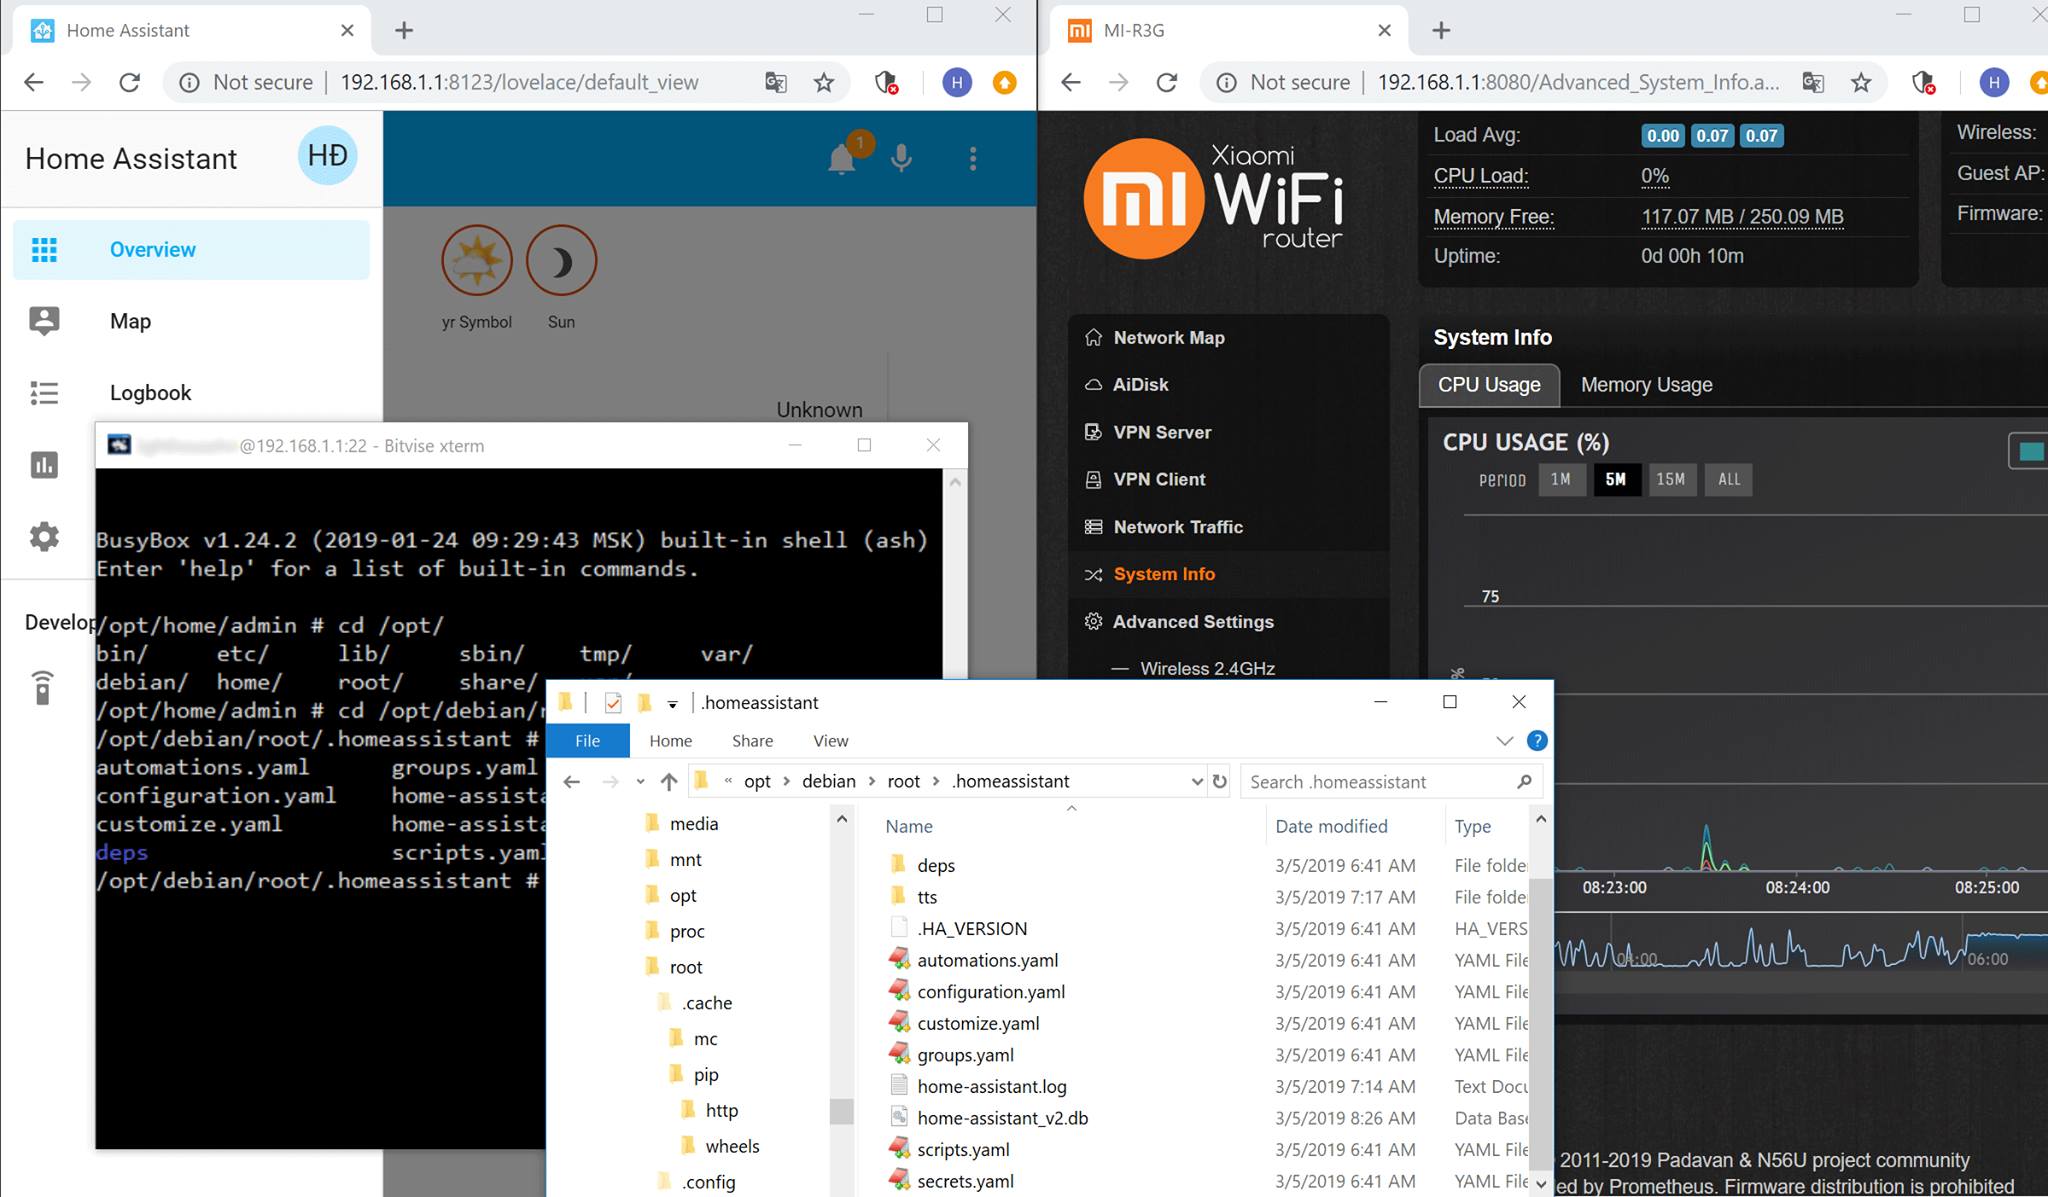 Home Assistant
Not secure | 192.168.1.1:8123/lovelace/default_view
H
Home Assistant
HĐ
1
Overview
Map
Logbook
Develop
yr Symbol
Sun
Unknown
MI-R3G
Not secure | 192.168.1.1:8080/Advanced_System_Info.a...
H
Xiaomi
WiFi
router
Load Avg: 0.00 0.07 0.07
CPU Load: 0%
Memory Free: 117.07 MB / 250.09 MB
Uptime: 0d 00h 10m
Wireless:
Guest AP:
Firmware:
Network Map
AiDisk
VPN Server
VPN Client
Network Traffic
System Info
Advanced Settings
Wireless 2.4GHz
System Info
CPU Usage Memory Usage
CPU USAGE (%)
Period 1M 5M 15M ALL
75
%
08:23:00 08:24:00 08:25:00
04:00 06:00
2011-2019 Padavan & N56U project community
ed by Prometheus. Firmware distribution is prohibited
@192.168.1.1:22 - Bitvise xterm
BusyBox v1.24.2 (2019-01-24 09:29:43 MSK) built-in shell (ash)
Enter 'help' for a list of built-in commands.
/opt/home/admin # cd /opt/
bin/ etc/ lib/ sbin/ tmp/ var/
debian/ home/ root/ share/
/opt/home/admin # cd /opt/debian/
/opt/debian/root/.homeassistant #
automations.yaml groups.yaml
configuration.yaml home-assista
customize.yaml home-assista
deps scripts.yaml
/opt/debian/root/.homeassistant #
.homeassistant
File Home Share View
?
« opt › debian › root › .homeassistant
Search .homeassistant
media
mnt
opt
proc
root
.cache
mc
pip
http
wheels
.config
Name Date modified Type
deps 3/5/2019 6:41 AM File folde
tts 3/5/2019 7:17 AM File folde
.HA_VERSION 3/5/2019 6:41 AM HA_VERS
automations.yaml 3/5/2019 6:41 AM YAML File
configuration.yaml 3/5/2019 6:41 AM YAML File
customize.yaml 3/5/2019 6:41 AM YAML File
groups.yaml 3/5/2019 6:41 AM YAML File
home-assistant.log 3/5/2019 7:14 AM Text Docu
home-assistant_v2.db 3/5/2019 8:26 AM Data Base
scripts.yaml 3/5/2019 6:41 AM YAML File
secrets.yaml 3/5/2019 6:41 AM YAML File